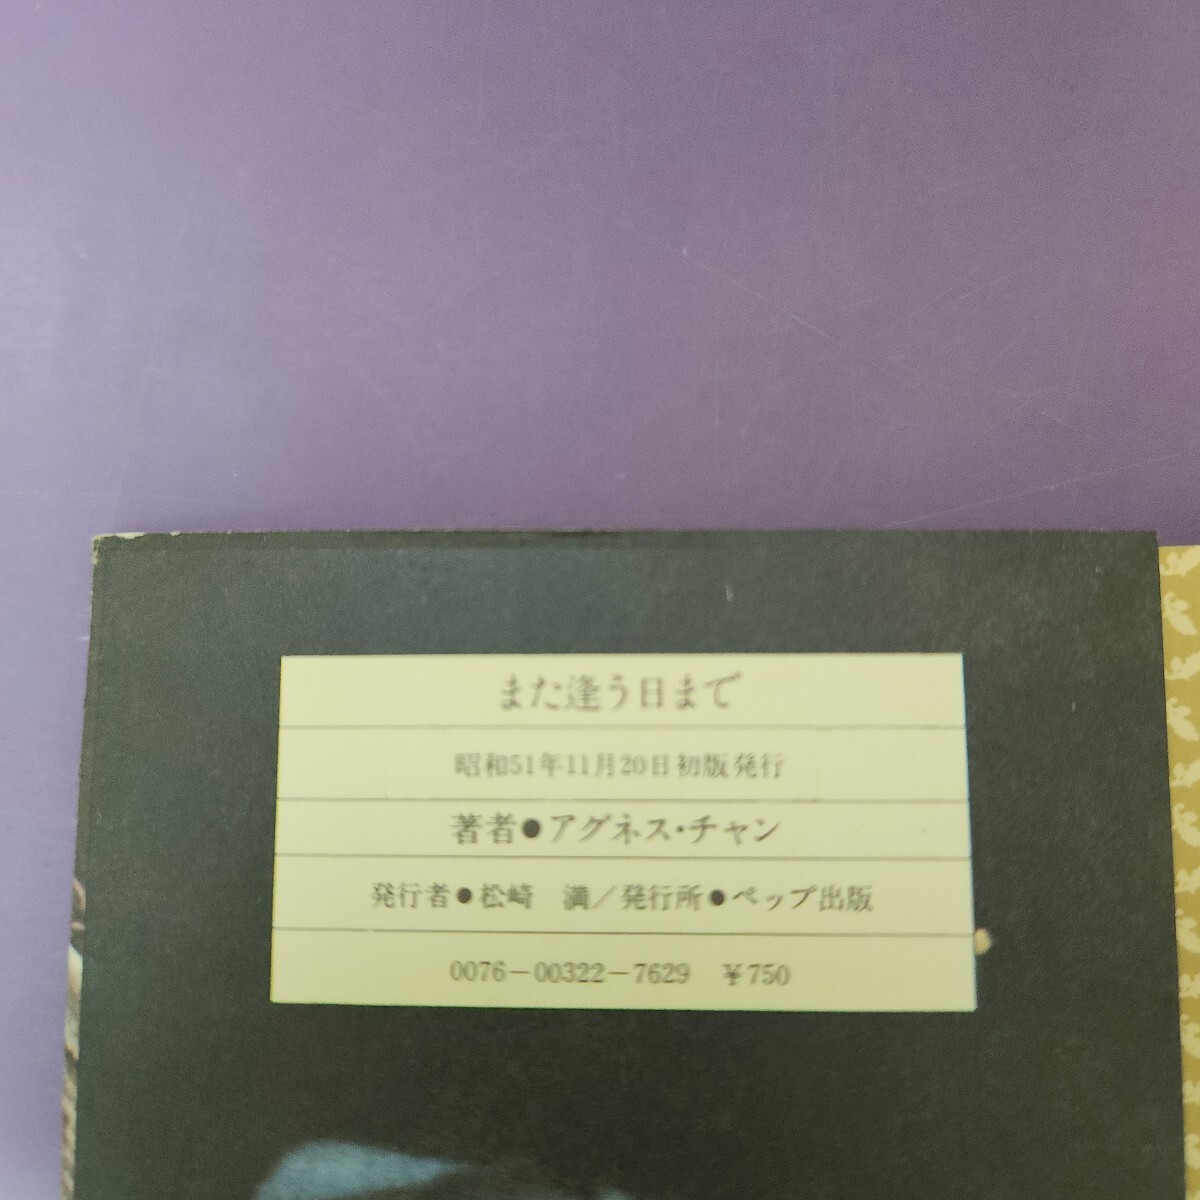 また逢う日まで
昭和51年11月20日初版発行
著者●アグネス・チャン
発行者●松崎　満／発行所●ペップ出版
0076-00322-7629　￥750